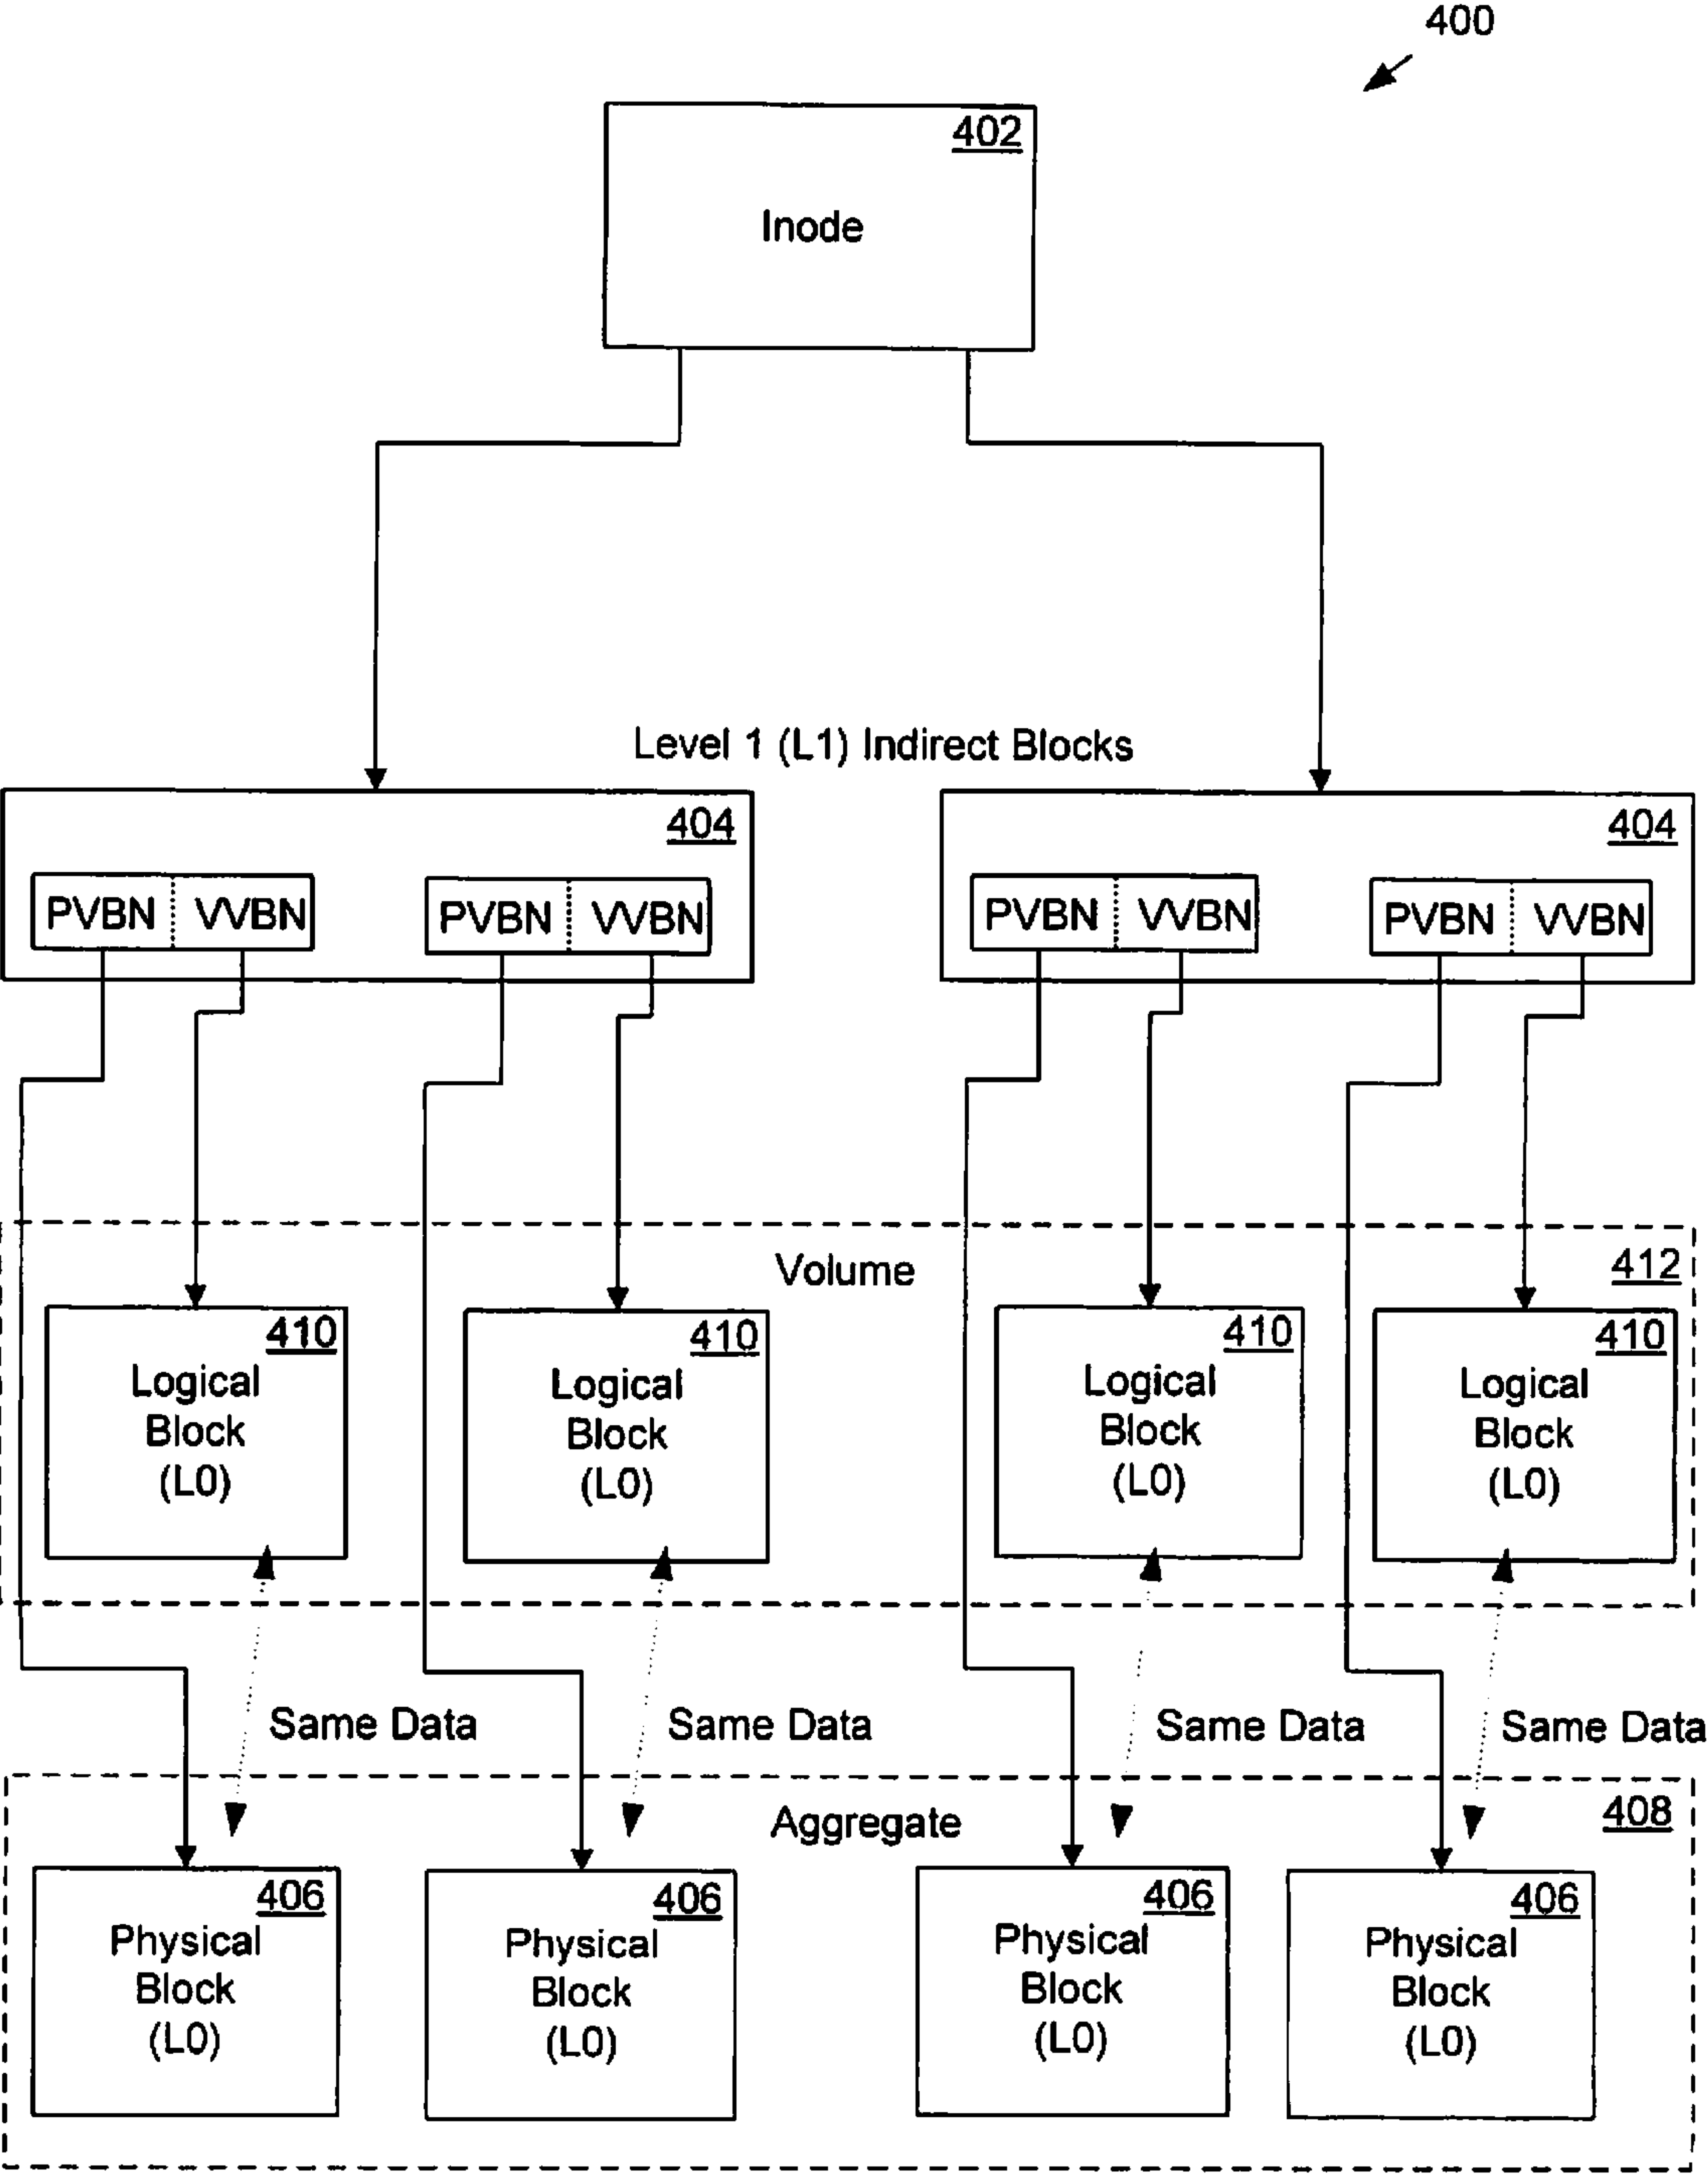 400
402
Inode
Level 1 (L1) Indirect Blocks
404
404
PVBN VVBN
PVBN VVBN
PVBN VVBN
PVBN VVBN
Volume
412
410
Logical
Block
(L0)
410
Logical
Block
(L0)
410
Logical
Block
(L0)
410
Logical
Block
(L0)
Same Data
Same Data
Same Data
Same Data
Aggregate
408
406
Physical
Block
(L0)
406
Physical
Block
(L0)
406
Physical
Block
(L0)
406
Physical
Block
(L0)